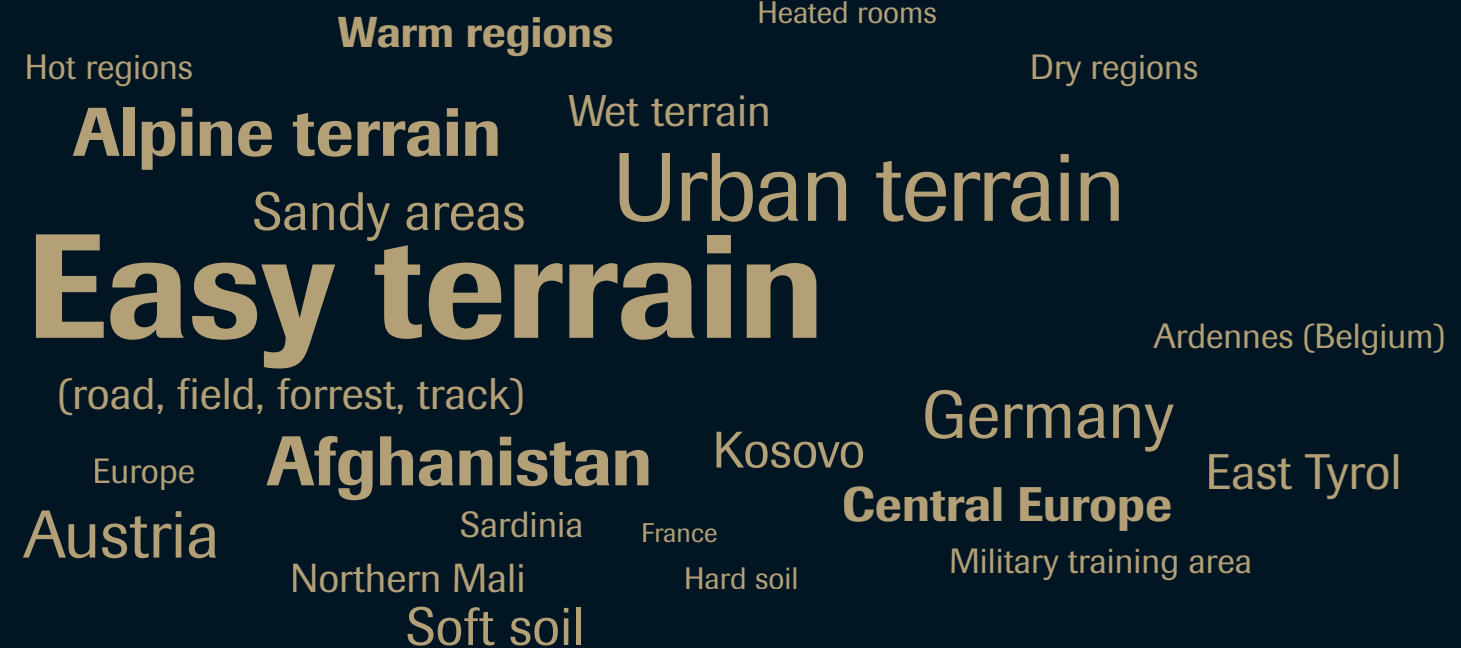 Heated rooms
Warm regions
Hot regions
Dry regions
Wet terrain
Alpine terrain
Urban terrain
Sandy areas
Easy terrain
(road, field, forrest, track)
Ardennes (Belgium)
Germany
Kosovo
Afghanistan
Europe
East Tyrol
Central Europe
Austria
Sardinia
France
Military training area
Northern Mali
Hard soil
Soft soil